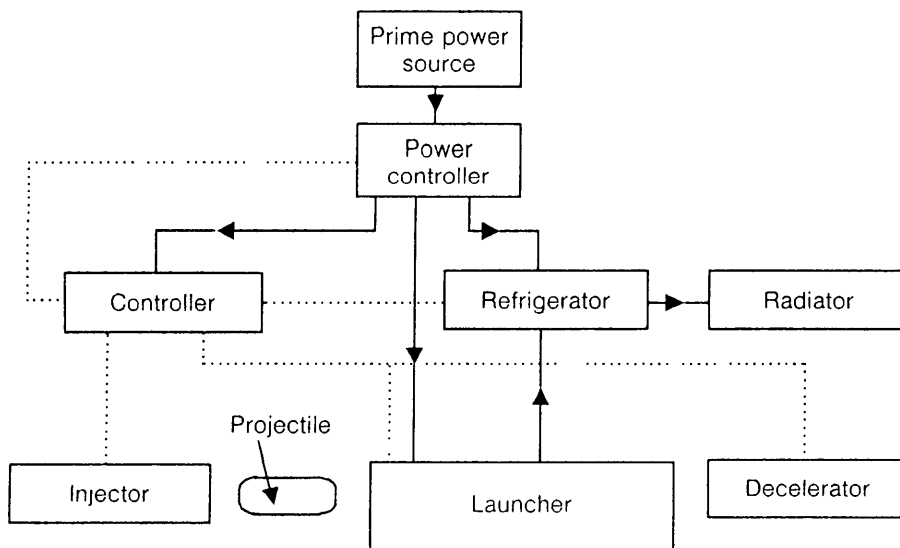 Prime power
source
Power
controller
Controller
Refrigerator
Radiator
Projectile
Injector
Launcher
Decelerator